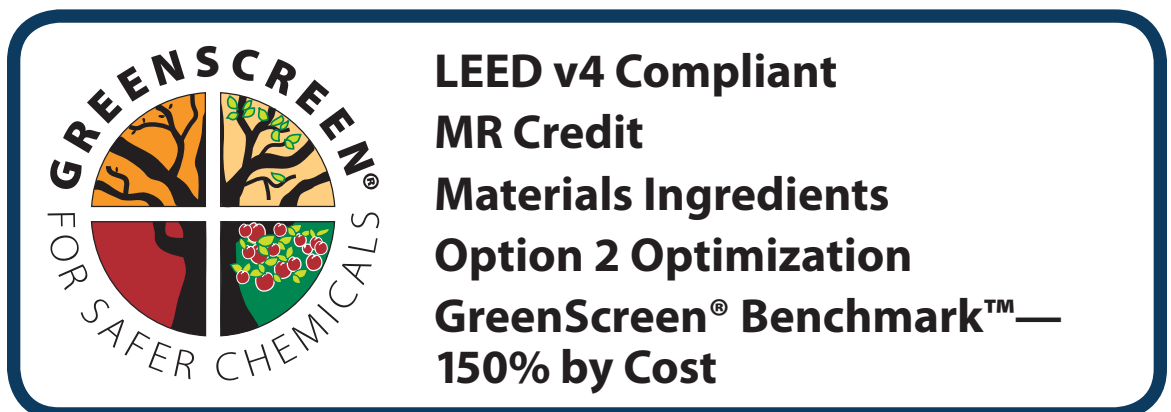 GREENSCREEN®
FOR SAFER CHEMICALS
LEED v4 Compliant
MR Credit
Materials Ingredients
Option 2 Optimization
GreenScreen® Benchmark™—
150% by Cost